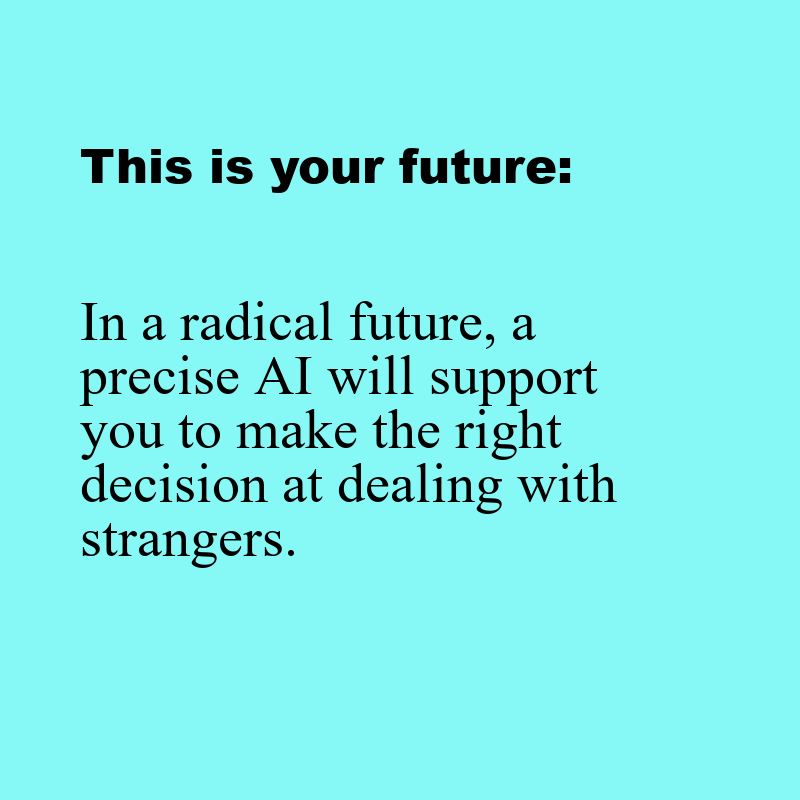 This is your future:
In a radical future, a
precise AI will support
you to make the right
decision at dealing with
strangers.